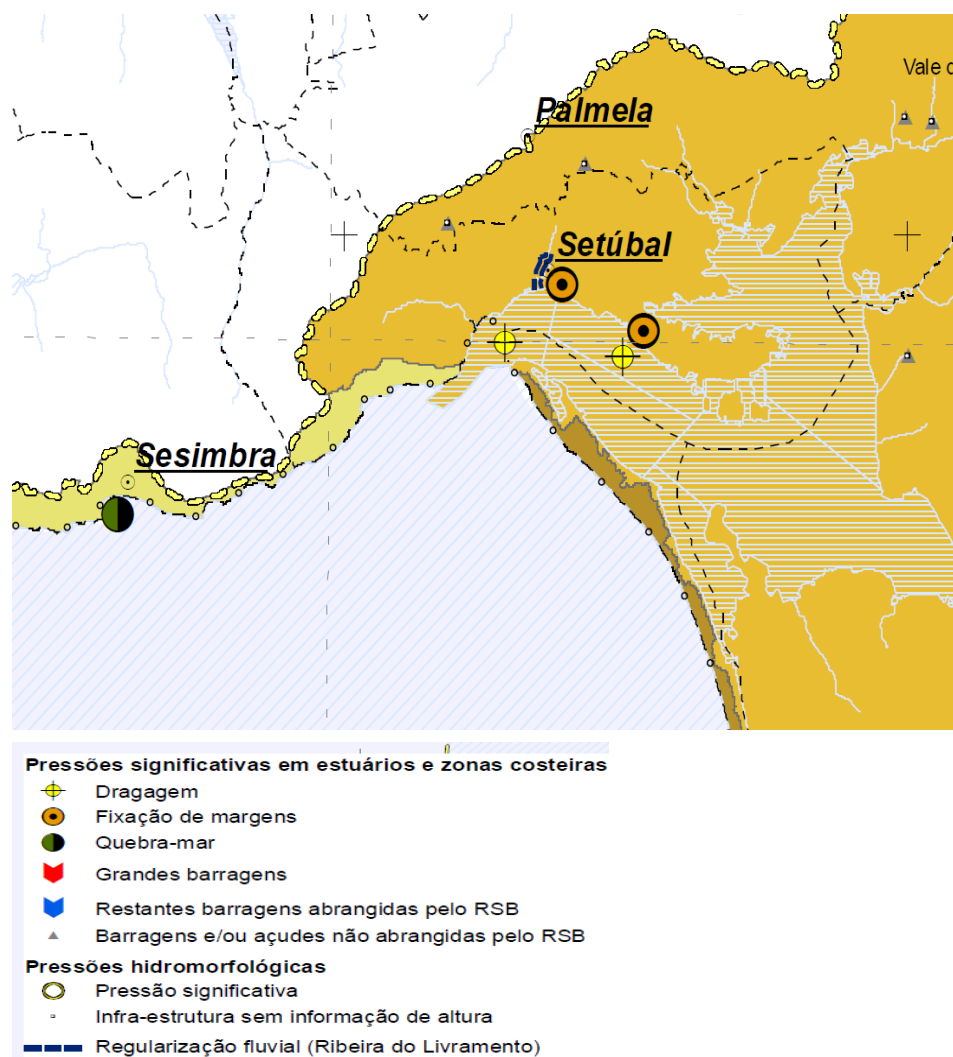 Vale
Palmela
Setúbal
Sesimbra
Pressões significativas em estuários e zonas costeiras
Dragagem
Fixação de margens
Quebra-mar
Grandes barragens
Restantes barragens abrangidas pelo RSB
Barragens e/ou açudes não abrangidas pelo RSB
Pressões hidromorfológicas
Pressão significativa
Infra-estrutura sem informação de altura
Regularização fluvial (Ribeira do Livramento)